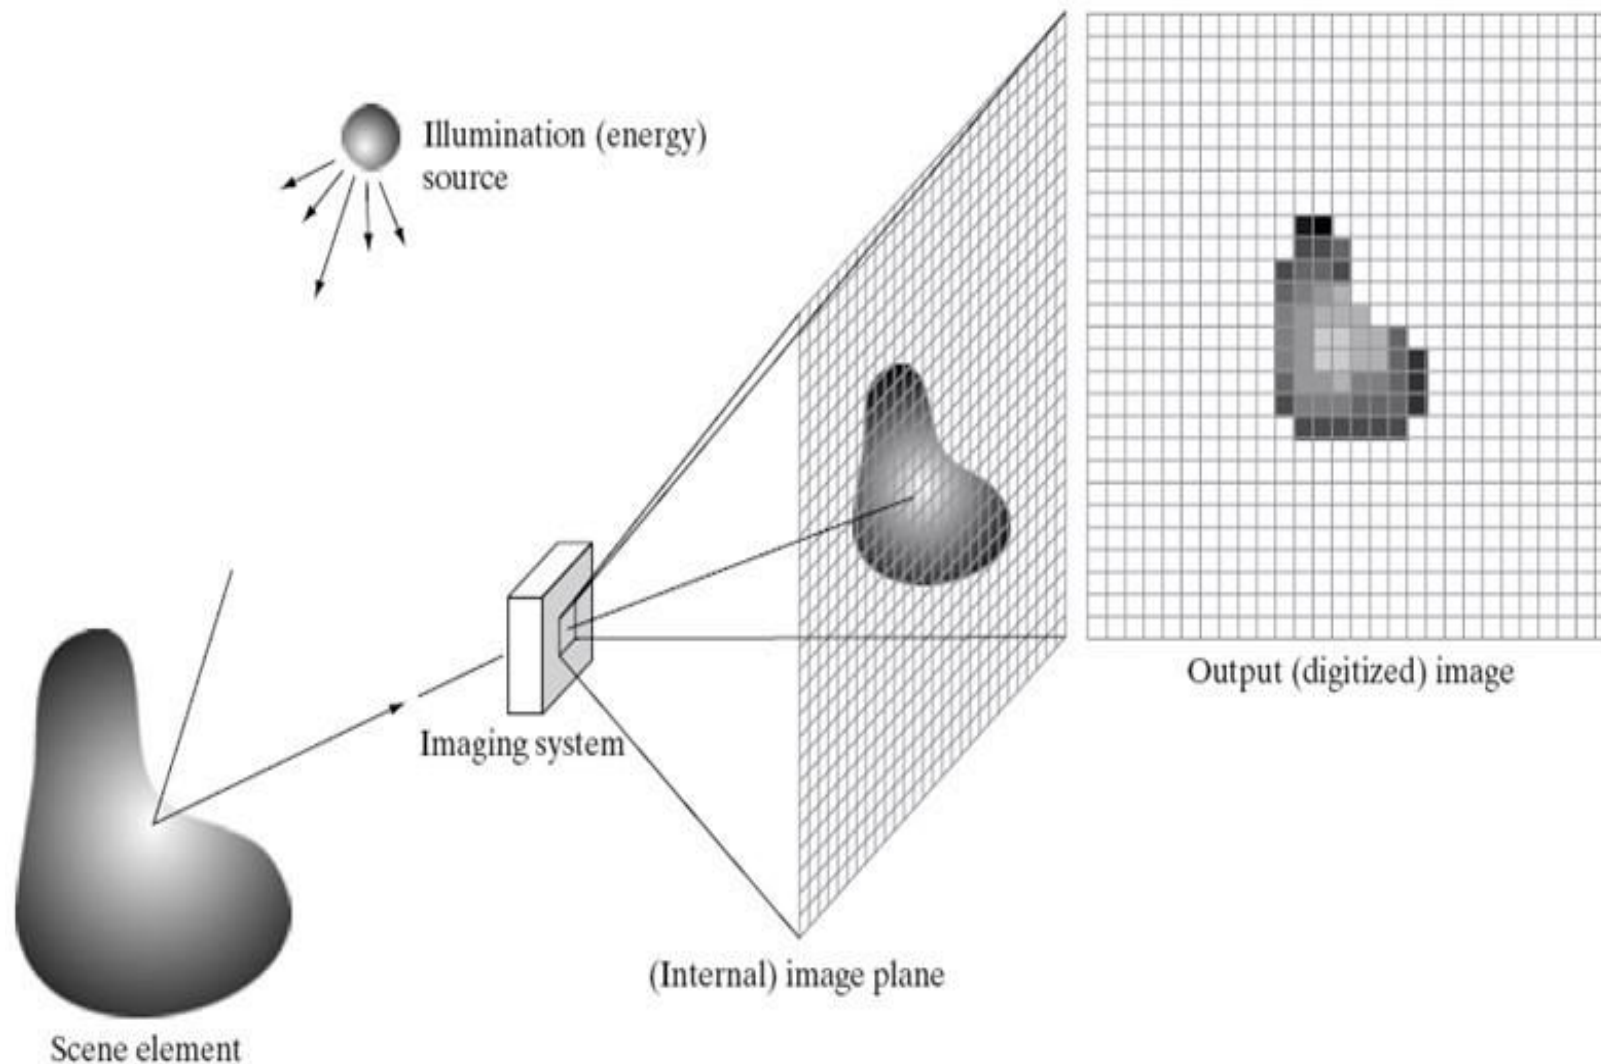 Illumination (energy)
source
Output (digitized) image
Imaging system
(Internal) image plane
Scene element